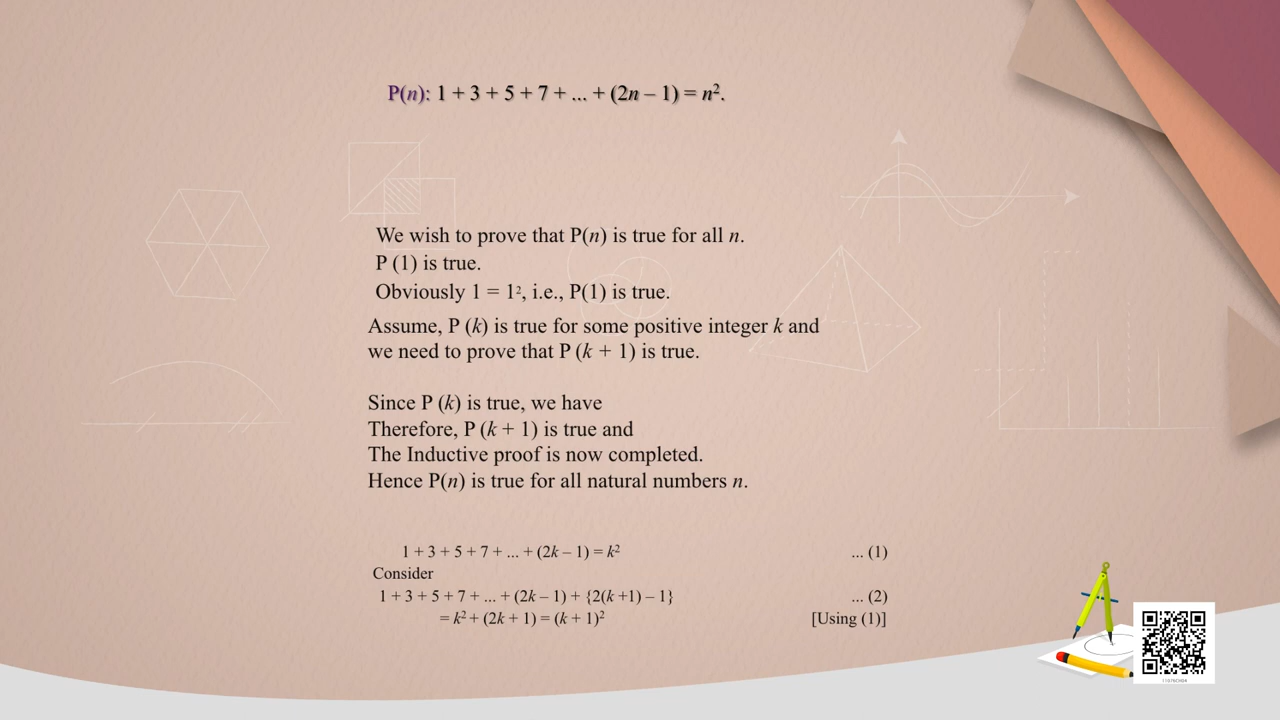 P(n): 1 + 3 + 5 + 7 + ... + (2n – 1) = n².
We wish to prove that P(n) is true for all n.
P (1) is true.
Obviously 1 = 1², i.e., P(1) is true.
Assume, P (k) is true for some positive integer k and
we need to prove that P (k + 1) is true.
Since P (k) is true, we have
Therefore, P (k + 1) is true and
The Inductive proof is now completed.
Hence P(n) is true for all natural numbers n.
1 + 3 + 5 + 7 + ... + (2k – 1) = k² ... (1)
Consider
1 + 3 + 5 + 7 + ... + (2k – 1) + {2(k +1) – 1} ... (2)
= k² + (2k + 1) = (k + 1)² [Using (1)]